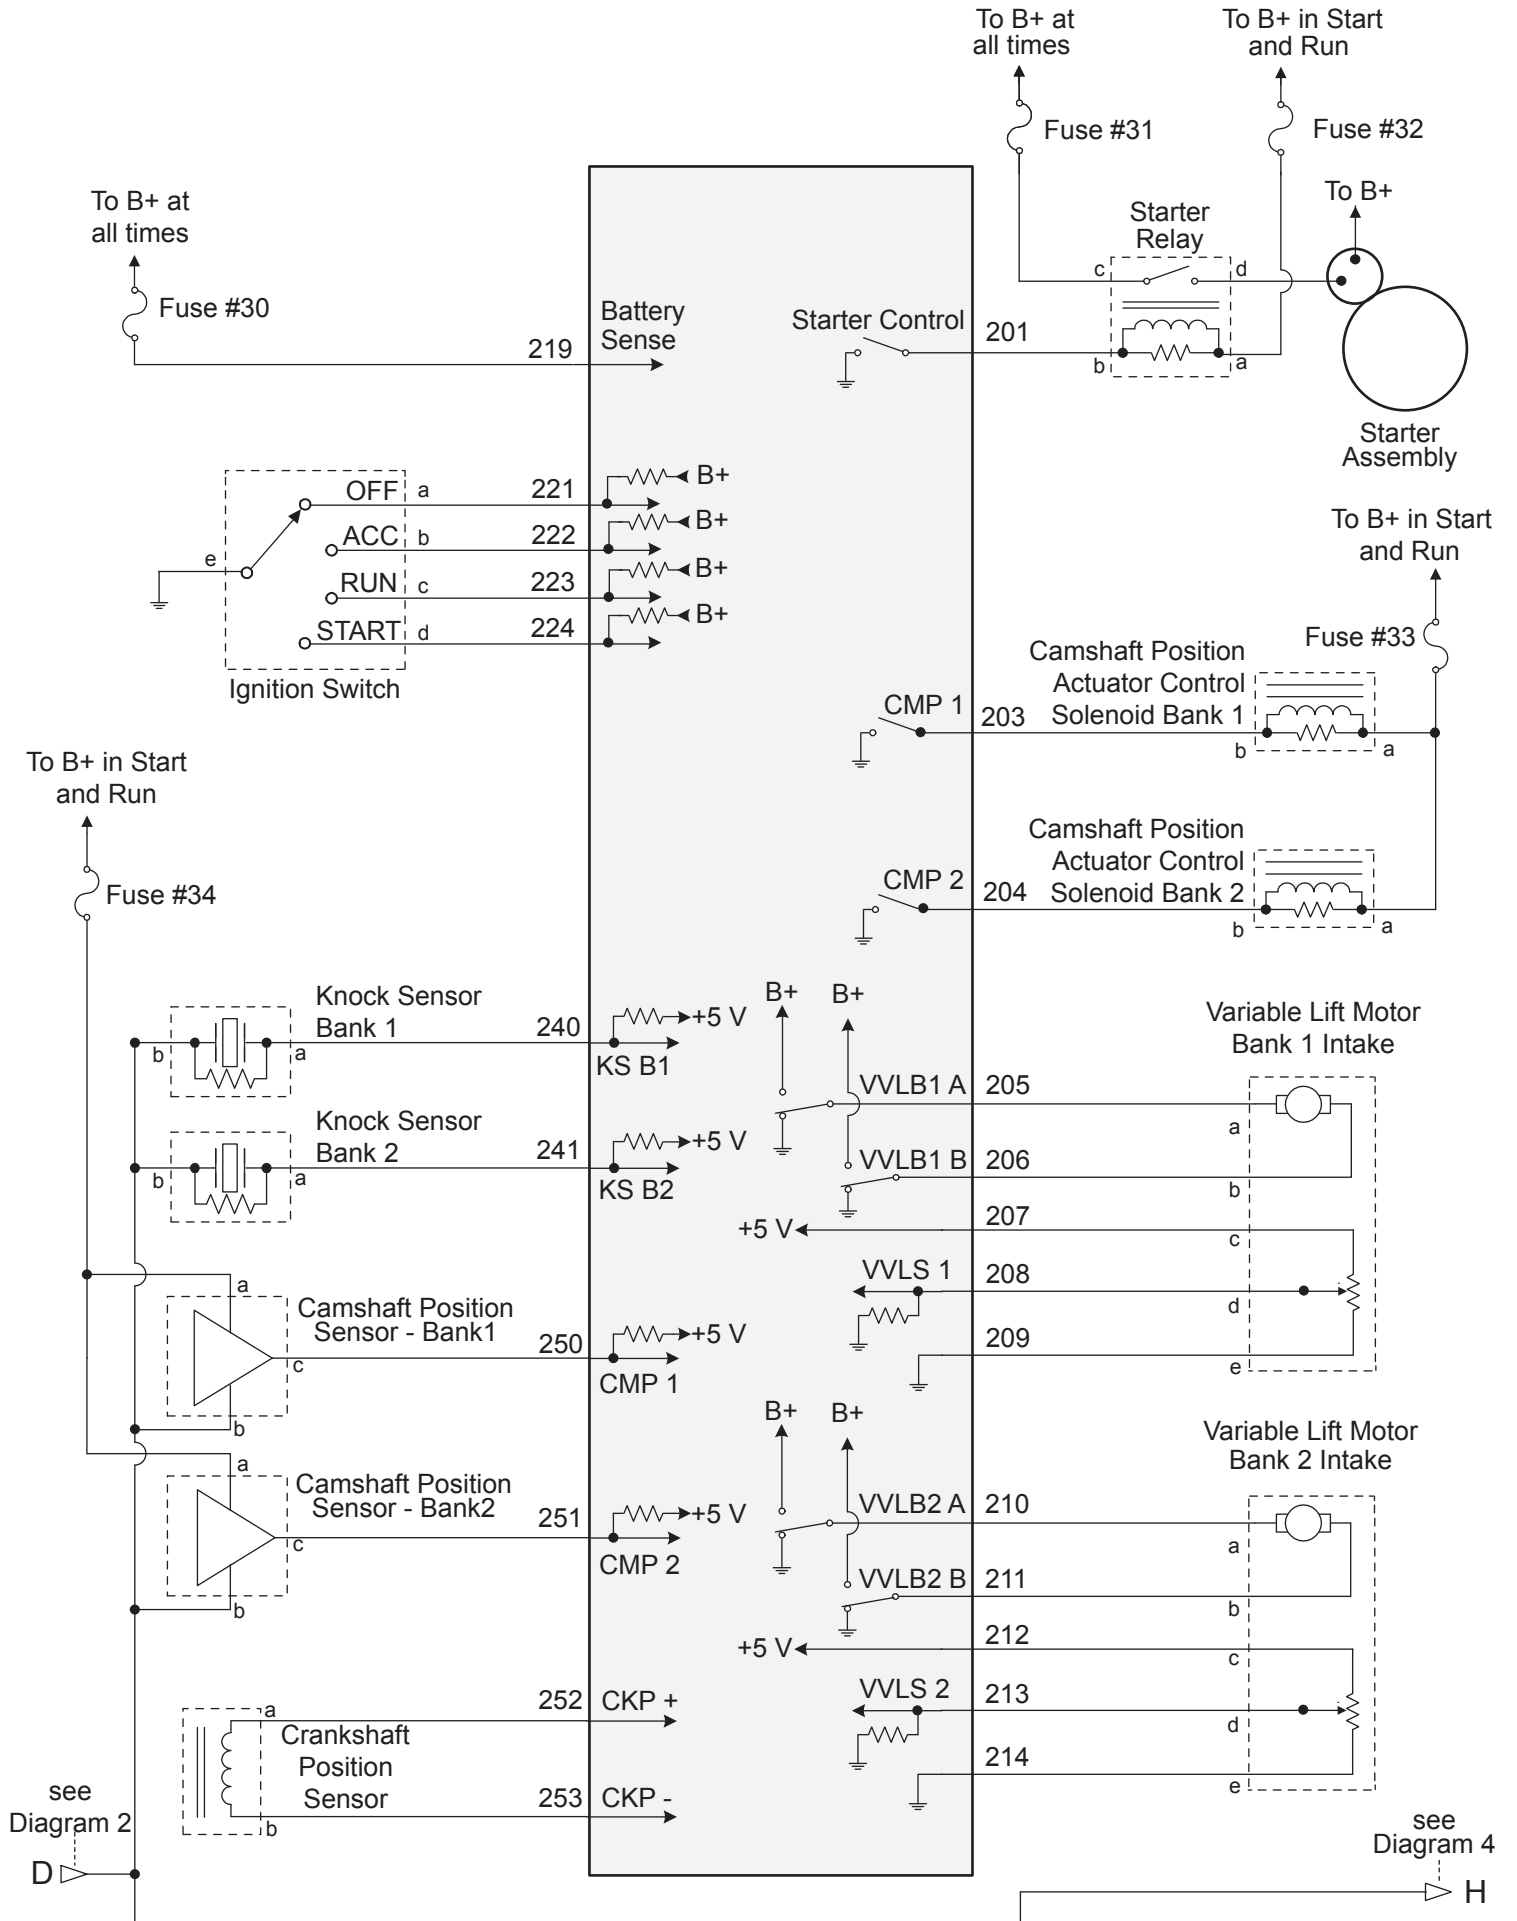 To B+ at
all times
To B+ in Start
and Run
Fuse #31
Fuse #32
To B+ at
all times
Fuse #30
To B+
Starter
Relay
c
d
b
a
Starter
Assembly
Battery
Sense
219
Starter Control
201
OFF
a
221
B+
ACC
b
222
B+
e
RUN
c
223
B+
START
d
224
B+
Ignition Switch
To B+ in Start
and Run
Fuse #33
Camshaft Position
Actuator Control
Solenoid Bank 1
CMP 1
203
b
a
To B+ in Start
and Run
Fuse #34
Camshaft Position
Actuator Control
Solenoid Bank 2
CMP 2
204
b
a
Knock Sensor
Bank 1
b
a
240
+5 V
KS B1
Knock Sensor
Bank 2
b
a
241
+5 V
KS B2
B+
B+
Variable Lift Motor
Bank 1 Intake
VVLB1 A
205
a
VVLB1 B
206
b
+5 V
207
c
VVLS 1
208
d
209
e
a
Camshaft Position
Sensor - Bank1
250
+5 V
c
CMP 1
b
a
Camshaft Position
Sensor - Bank2
251
+5 V
c
CMP 2
b
B+
B+
Variable Lift Motor
Bank 2 Intake
VVLB2 A
210
a
VVLB2 B
211
b
+5 V
212
c
VVLS 2
213
d
214
e
a
252
CKP +
Crankshaft
Position
Sensor
253
CKP -
b
see
Diagram 2
D
see
Diagram 4
H